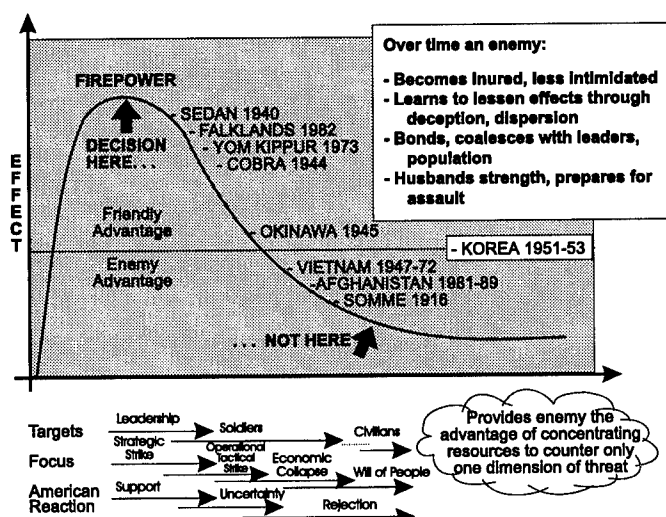 Over time an enemy:
- Becomes inured, less intimidated
- Learns to lessen effects through
deception, dispersion
- Bonds, coalesces with leaders,
population
- Husbands strength, prepares for
assault
FIREPOWER
DECISION
HERE . . .
- SEDAN 1940
- FALKLANDS 1982
- YOM KIPPUR 1973
- COBRA 1944
EFFECT
Friendly
Advantage
- OKINAWA 1945
- KOREA 1951-53
Enemy
Advantage
- VIETNAM 1947-72
- AFGHANISTAN 1981-89
- SOMME 1916
. . . NOT HERE
Targets
Leadership
Soldiers
Civilians
Focus
Strategic
Strike
Operational
Tactical
Strike
Economic
Collapse
Will of People
American
Reaction
Support
Uncertainty
Rejection
Provides enemy the
advantage of concentrating
resources to counter only
one dimension of threat